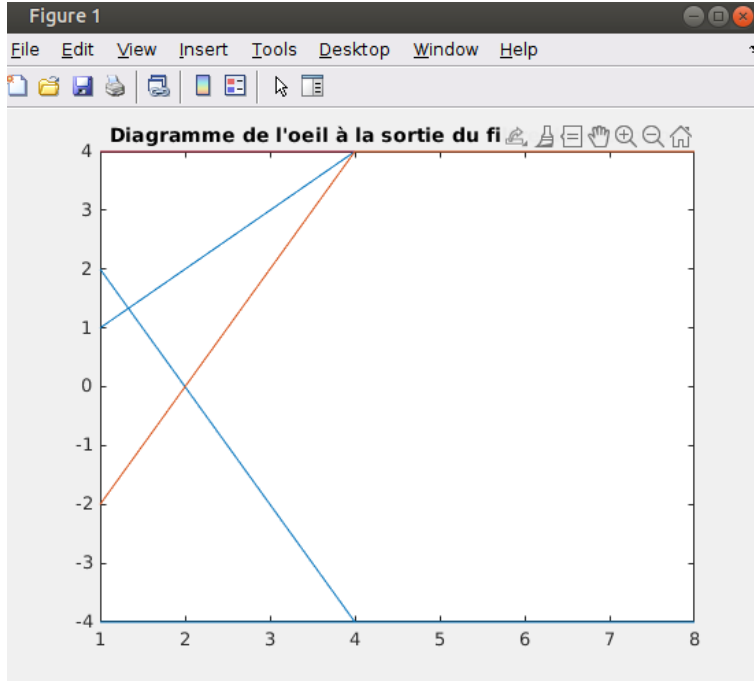 Figure 1
File Edit View Insert Tools Desktop Window Help
Diagramme de l'oeil à la sortie du fi
4
3
2
1
0
-1
-2
-3
-4
1 2 3 4 5 6 7 8